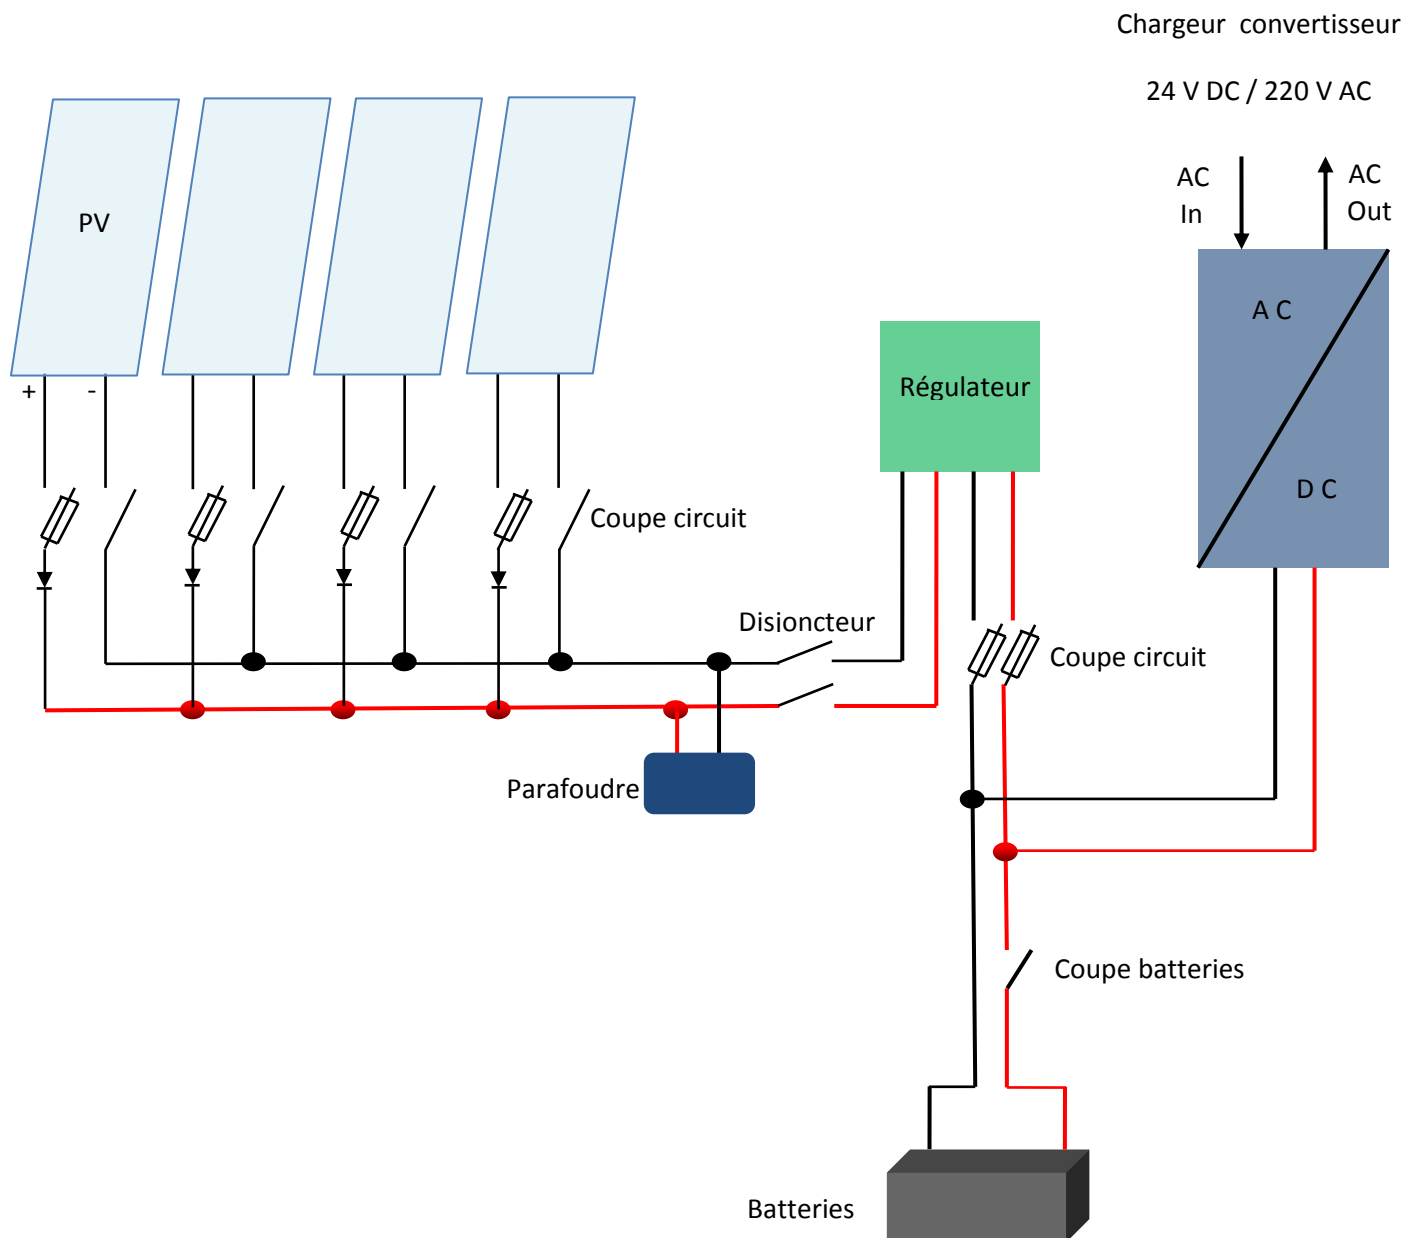 Chargeur convertisseur
24 V DC / 220 V AC
AC
In
AC
Out
PV
A C
+
-
Régulateur
D C
Coupe circuit
Disjoncteur
Coupe circuit
Parafoudre
Coupe batteries
Batteries